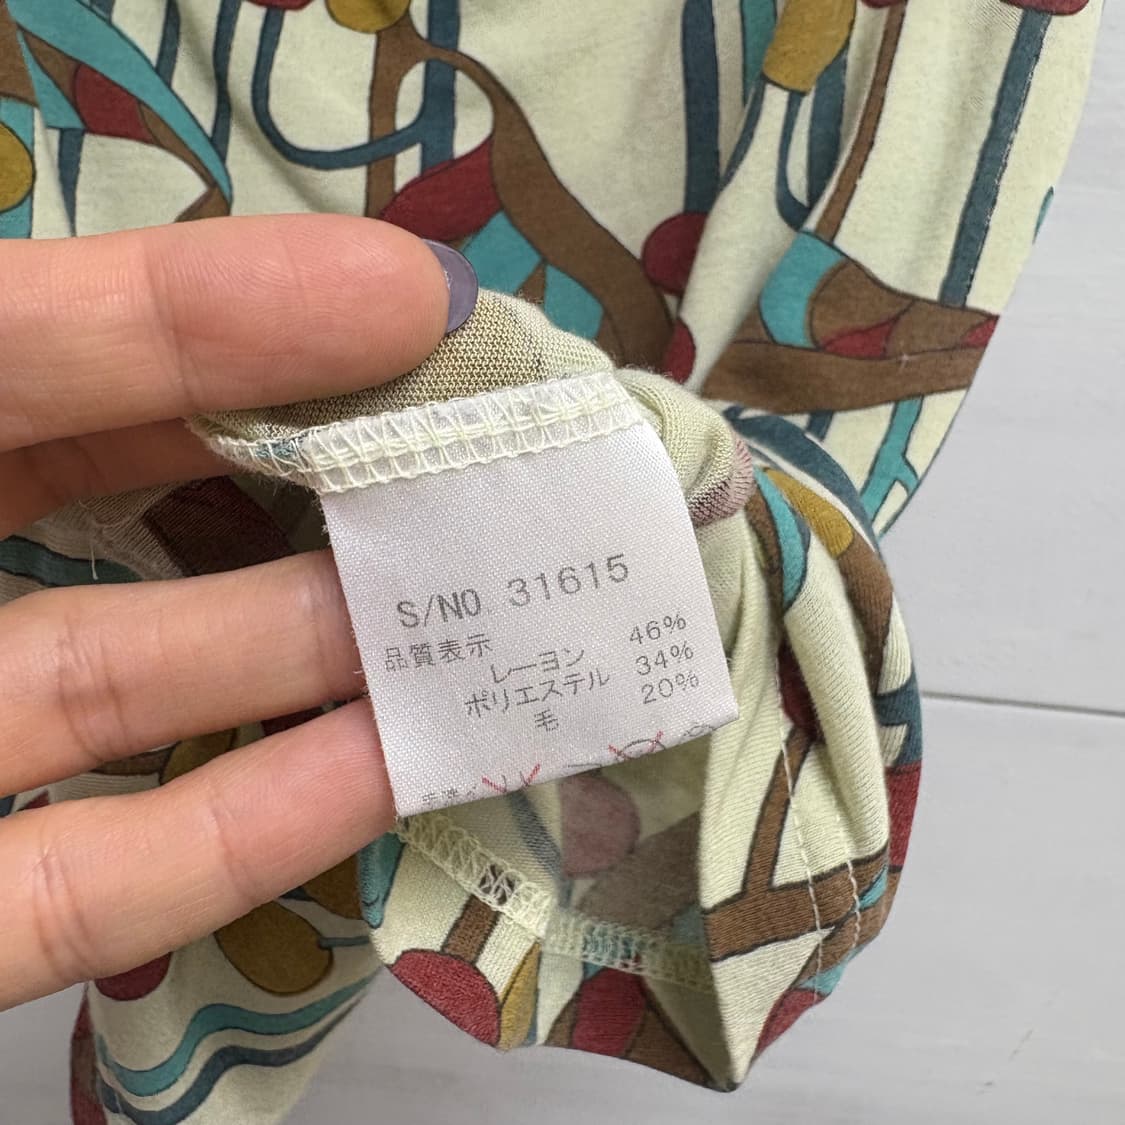 S/NO. 31615
品質表示
レーヨン 46%
ポリエステル 34%
毛 20%